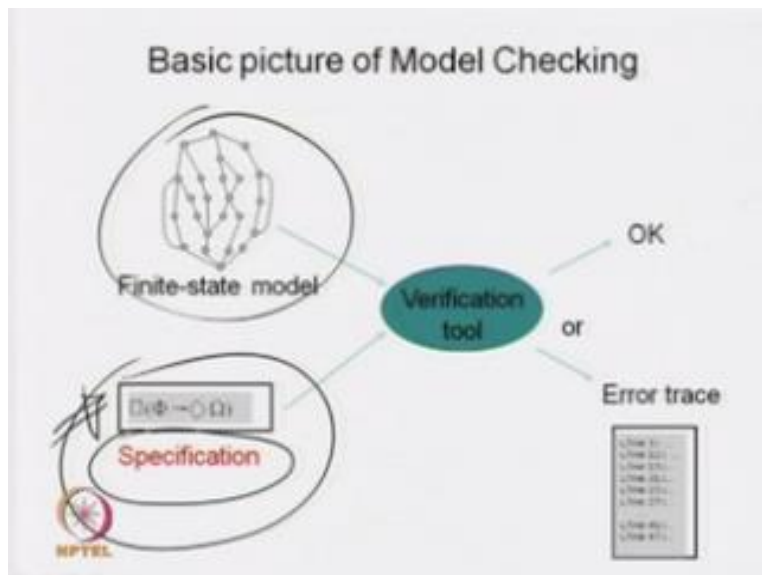 Basic picture of Model Checking
Finite-state model
□(Φ→◇Ω)
Specification
Verification
tool
OK
or
Error trace
NPTEL